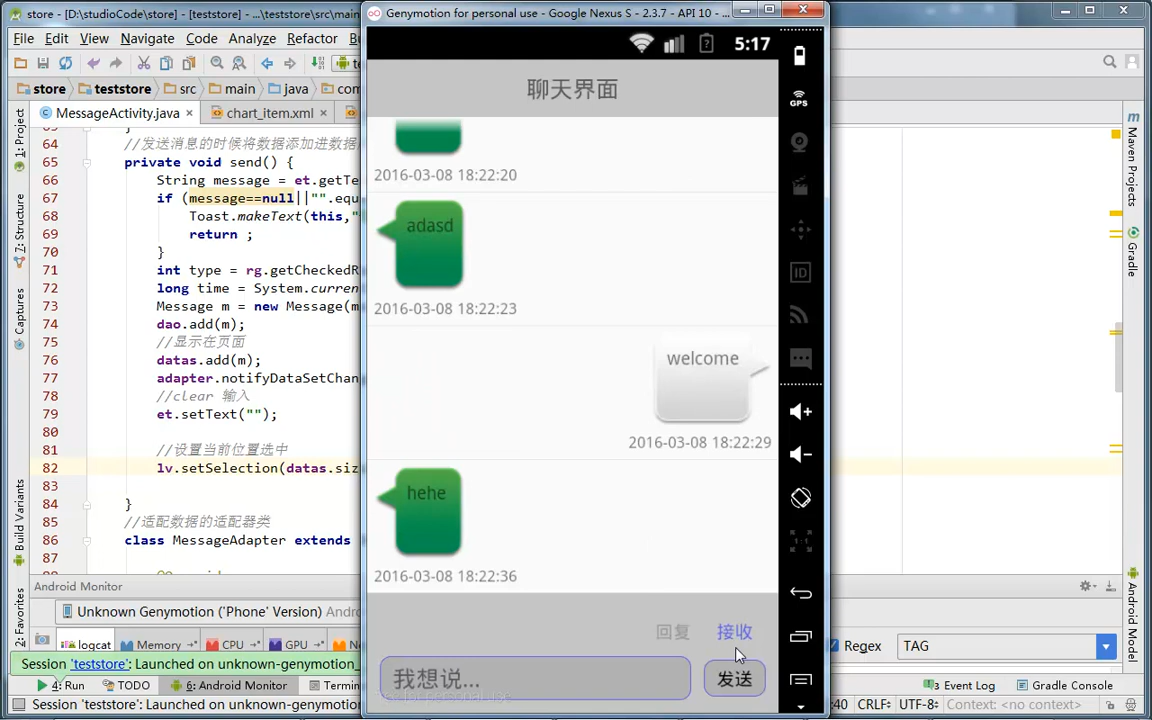 store - [D:\studioCode\store] - [teststore] - ...\teststore\src\main
Genymotion for personal use - Google Nexus S - 2.3.7 - API 10 - ...
File Edit View Navigate Code Analyze Refactor
store teststore src main java
MessageActivity.java × chart_item.xml ×
64 //发送消息的时候将数据添加进数据
65 private void send() {
66 String message = et.getTe
67 if (message==null||"".equ
68 Toast.makeText(this,"
69 return ;
70 }
71 int type = rg.getCheckedR
72 long time = System.curren
73 Message m = new Message(m
74 dao.add(m);
75 //显示在页面
76 datas.add(m);
77 adapter.notifyDataSetChan
78 //clear 输入
79 et.setText("");
80
81 //设置当前位置选中
82 lv.setSelection(datas.siz
83
84 }
85 //适配数据的适配器类
86 class MessageAdapter extends
87
1: Project
7: Structure
Captures
Build Variants
2: Favorites
5:17
聊天界面
2016-03-08 18:22:20
adasd
2016-03-08 18:22:23
welcome
2016-03-08 18:22:29
hehe
2016-03-08 18:22:36
回复 接收
我想说...
发送
GPS
ID
1:1
m
Maven Projects
Gradle
Android Model
Android Monitor
Unknown Genymotion ('Phone' Version)
logcat Memory CPU GPU
Regex TAG
Session 'teststore': Launched on unknown-genymotion_
4: Run TODO 6: Android Monitor
Event Log Gradle Console
Session 'teststore': Launched on unknown-genymotion_
:40 CRLF UTF-8 Context: <no context>